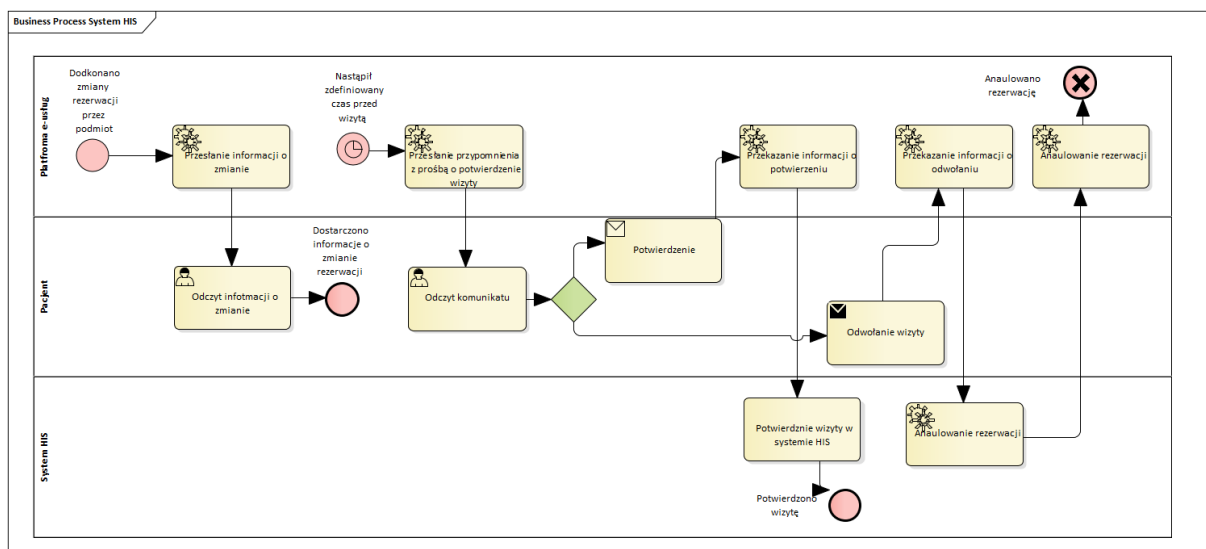 Business Process System HIS
Platfroma e-usług
Dodkonano
zmiany
rezerwacji
przez
podmiot
Przesłanie informacji o
zmianie
Nastąpił
zdefiniowany
czas przed
wizytą
Przesłanie przypomnienia
z prośbą o potwierdzenie
wizyty
Przekazanie informacji o
potwierzeniu
Przekazanie informacji o
odwołaniu
Anaulowano
rezerwację
Anaulowanie rezerwacji
Pacjent
Odczyt infotmacji o
zmianie
Dostarczono
informacje o
zmianie
rezerwacji
Odczyt komunikatu
Potwierdzenie
Odwołanie wizyty
System HIS
Potwierdznie wizyty w
systemie HIS
Potwierdzono
wizytę
Anaulowanie rezerwacji